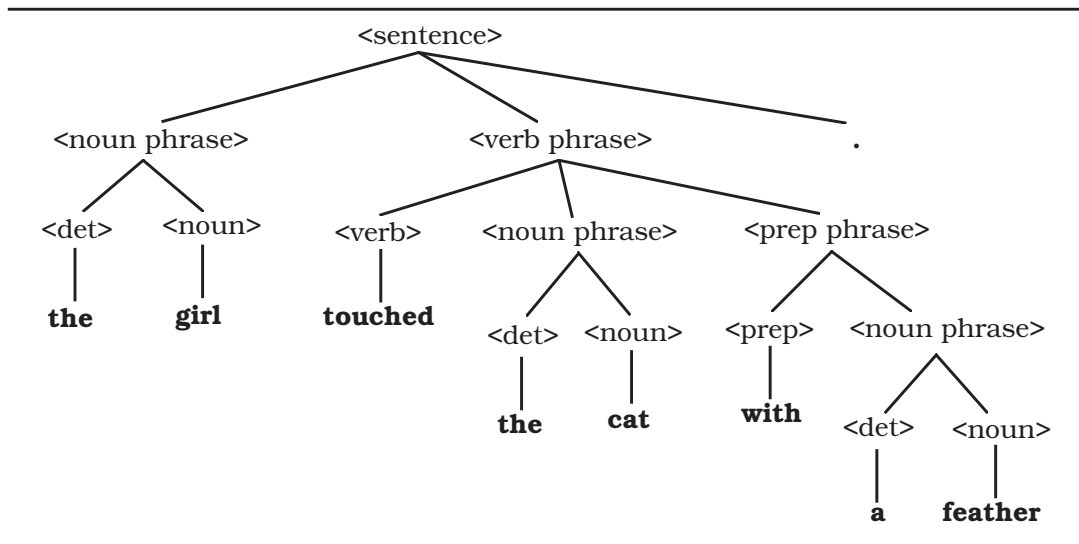 <sentence>
<noun phrase> <verb phrase> .
<det> <noun> <verb> <noun phrase> <prep phrase>
the girl touched
<det> <noun> <prep> <noun phrase>
the cat with
<det> <noun>
a feather